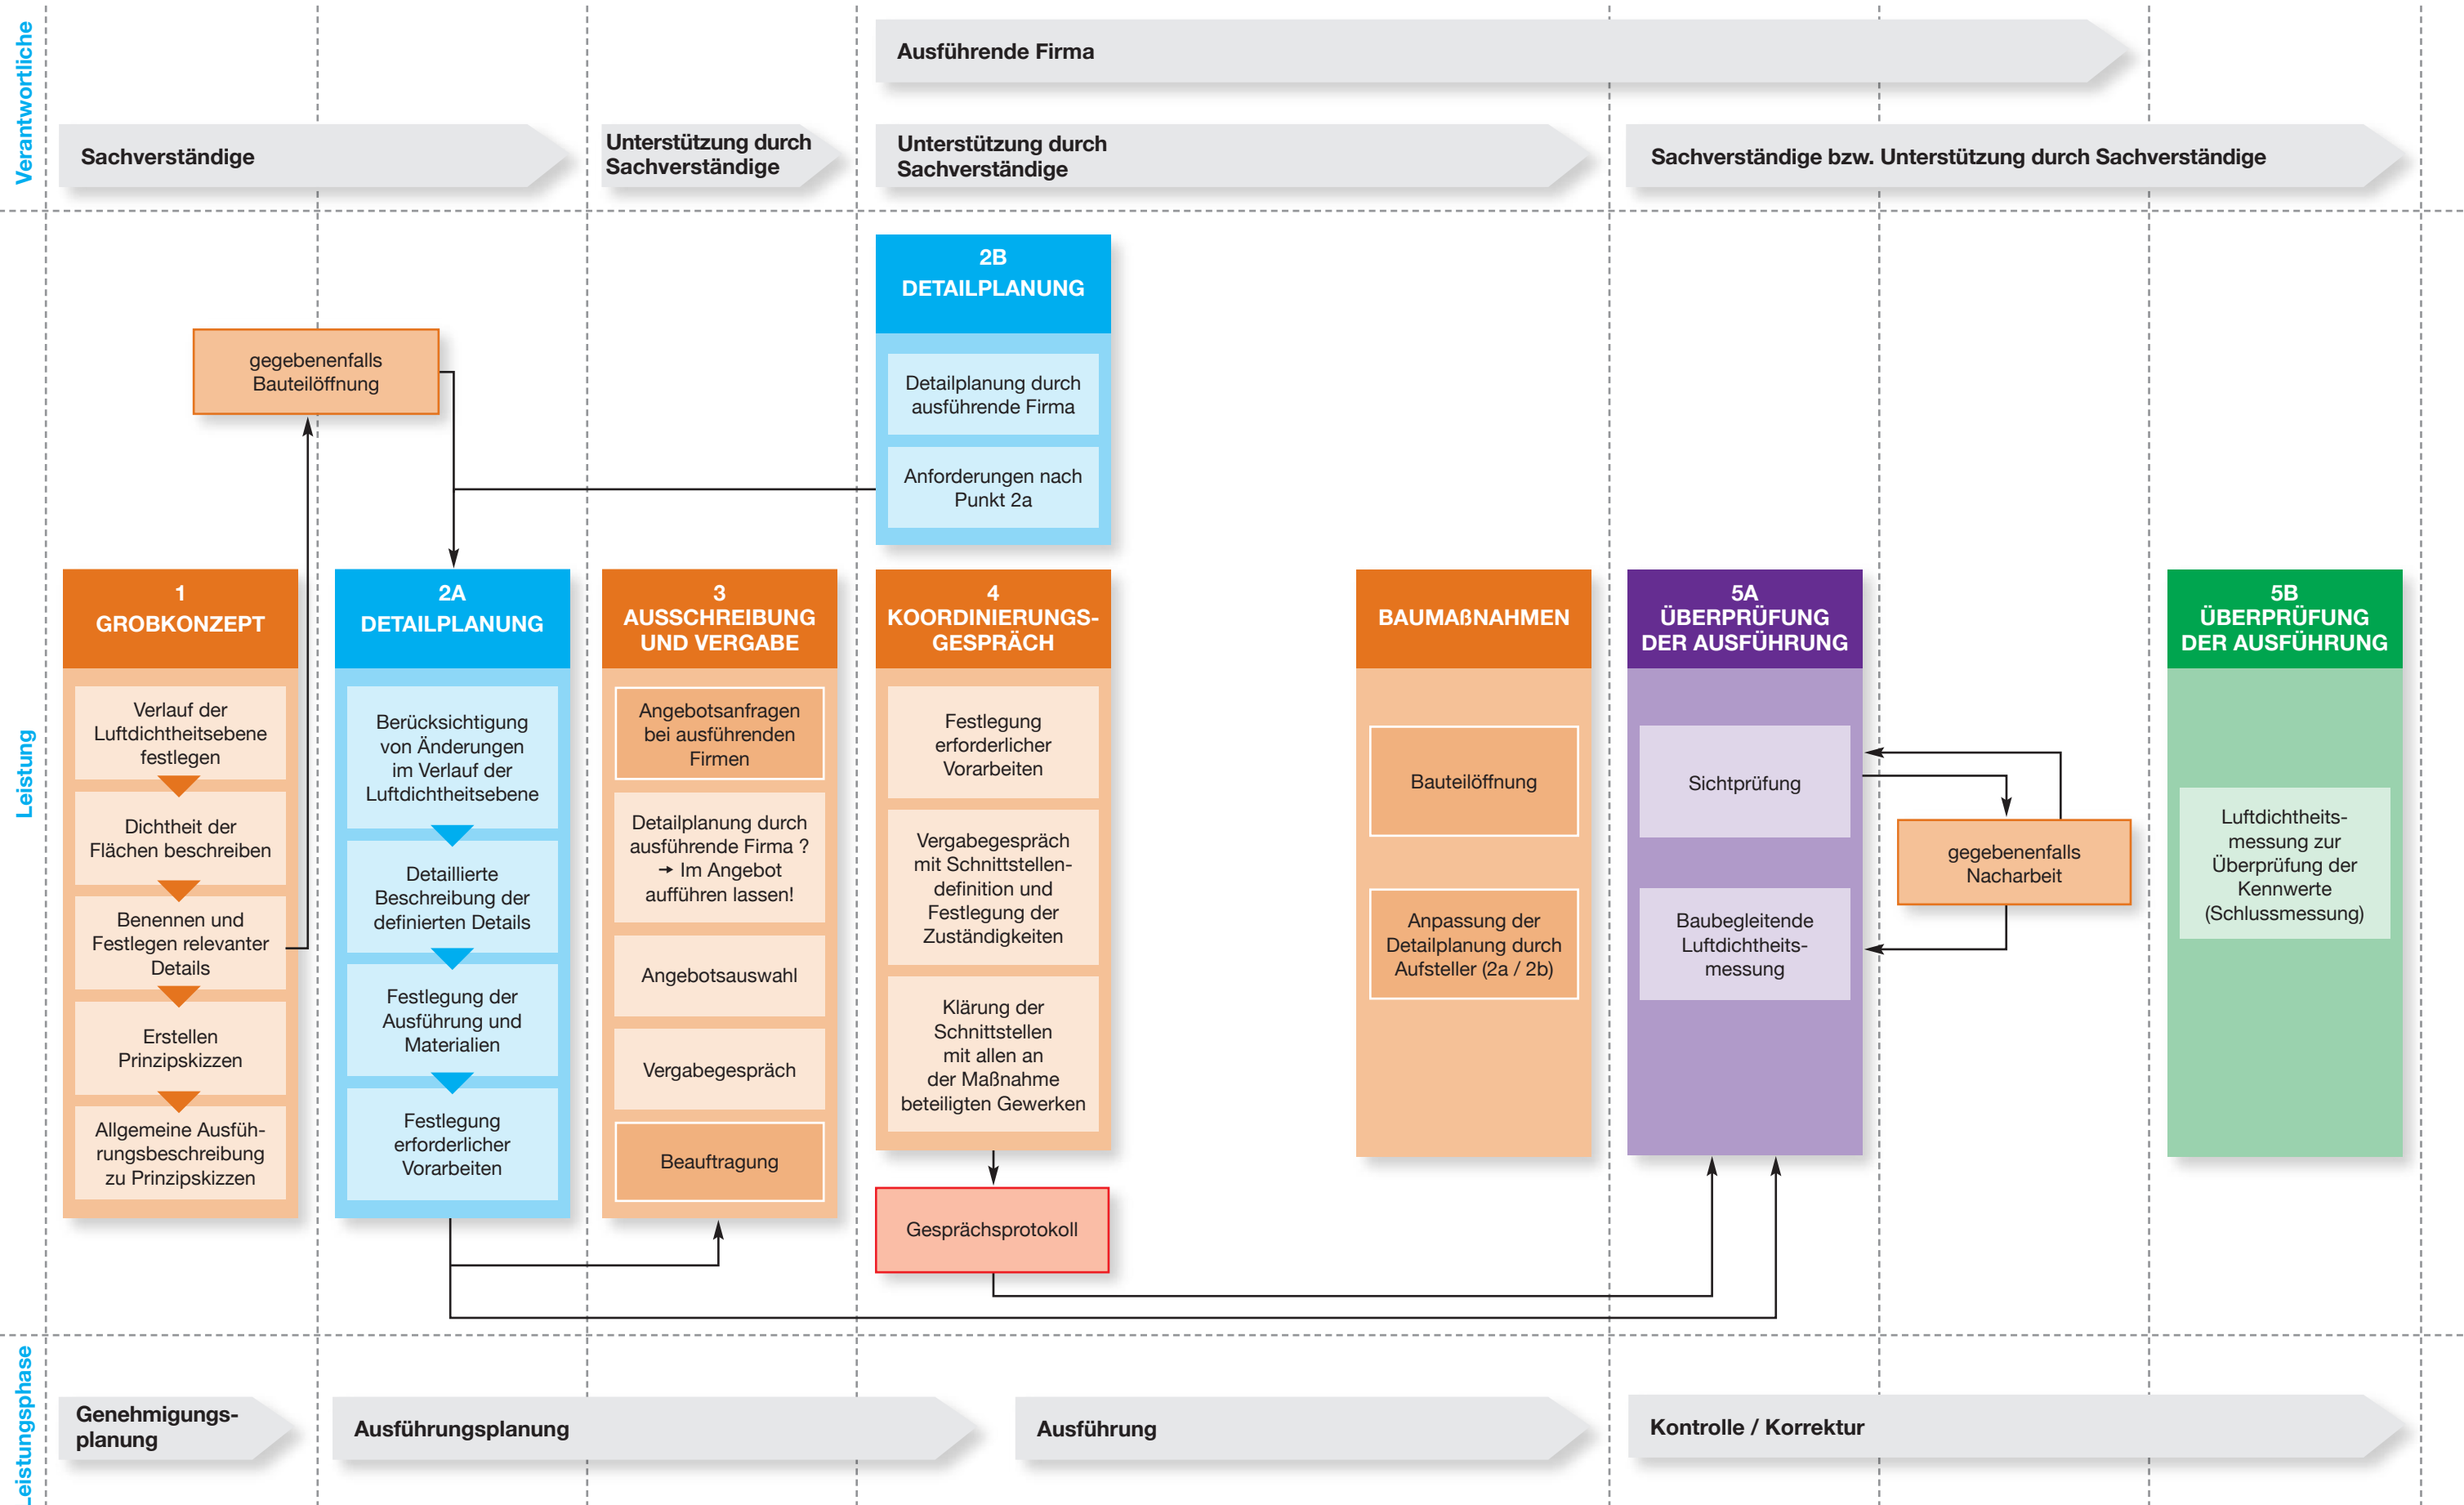 Verantwortliche
Ausführende Firma
Sachverständige
Unterstützung durch
Sachverständige
Unterstützung durch
Sachverständige
Sachverständige bzw. Unterstützung durch Sachverständige
Leistung
gegebenenfalls
Bauteilöffnung
2B
DETAILPLANUNG
Detailplanung durch
ausführende Firma
Anforderungen nach
Punkt 2a
1
GROBKONZEPT
Verlauf der
Luftdichtheitsebene
festlegen
Dichtheit der
Flächen beschreiben
Benennen und
Festlegen relevanter
Details
Erstellen
Prinzipskizzen
Allgemeine Ausfüh-
rungsbeschreibung
zu Prinzipskizzen
2A
DETAILPLANUNG
Berücksichtigung
von Änderungen
im Verlauf der
Luftdichtheitsebene
Detaillierte
Beschreibung der
definierten Details
Festlegung der
Ausführung und
Materialien
Festlegung
erforderlicher
Vorarbeiten
3
AUSSCHREIBUNG
UND VERGABE
Angebotsanfragen
bei ausführenden
Firmen
Detailplanung durch
ausführende Firma ?
→ Im Angebot
aufführen lassen!
Angebotsauswahl
Vergabegespräch
Beauftragung
4
KOORDINIERUNGS-
GESPRÄCH
Festlegung
erforderlicher
Vorarbeiten
Vergabegespräch
mit Schnittstellen-
definition und
Festlegung der
Zuständigkeiten
Klärung der
Schnittstellen
mit allen an
der Maßnahme
beteiligten Gewerken
Gesprächsprotokoll
BAUMAßNAHMEN
Bauteilöffnung
Anpassung der
Detailplanung durch
Aufsteller (2a / 2b)
5A
ÜBERPRÜFUNG
DER AUSFÜHRUNG
Sichtprüfung
Baubegleitende
Luftdichtheits-
messung
gegebenenfalls
Nacharbeit
5B
ÜBERPRÜFUNG
DER AUSFÜHRUNG
Luftdichtheits-
messung zur
Überprüfung der
Kennwerte
(Schlussmessung)
Leistungsphase
Genehmigungs-
planung
Ausführungsplanung
Ausführung
Kontrolle / Korrektur